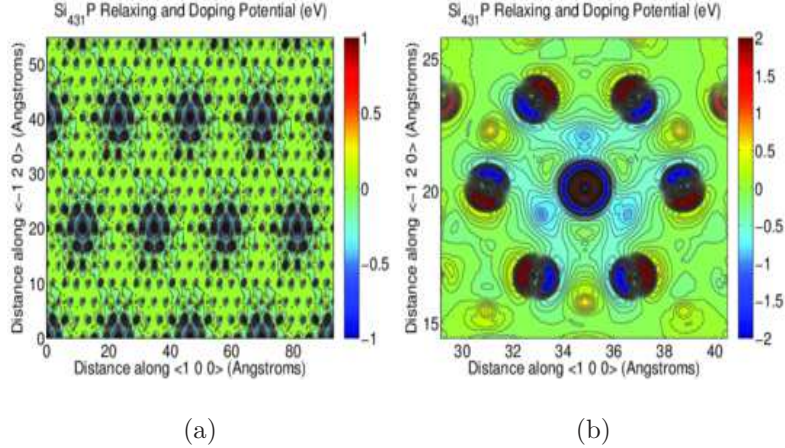 Si431P Relaxing and Doping Potential (eV)
Distance along <-1 2 0> (Angstroms)
50
40
30
20
10
0
0 20 40 60 80
Distance along <1 0 0> (Angstroms)
1
0.5
0
−0.5
−1
(a)
Si431P Relaxing and Doping Potential (eV)
Distance along <-1 2 0> (Angstroms)
25
20
15
30 32 34 36 38 40
Distance along <1 0 0> (Angstroms)
2
1.5
1
0.5
0
−0.5
−1
−1.5
−2
(b)